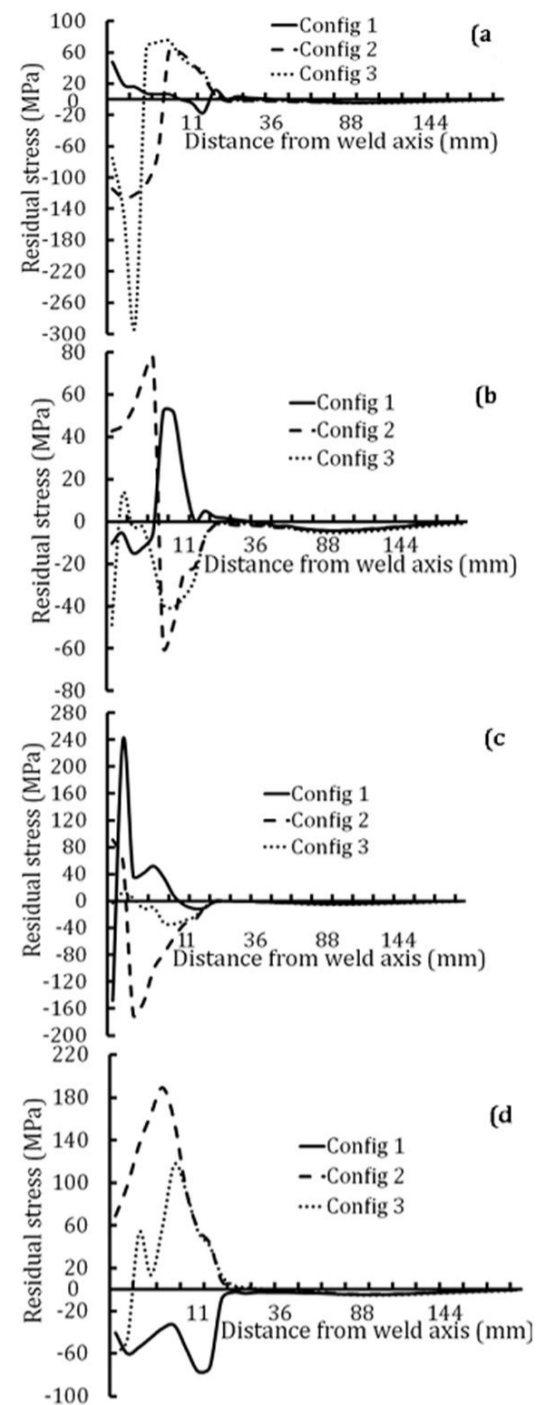 100
60
20
0
-20
-60
-100
-140
-180
-220
-260
-300
Residual stress (MPa)
Config 1
Config 2
Config 3
(a
11 36 88 144
Distance from weld axis (mm)
80
60
40
20
0
-20
-40
-60
-80
Residual stress (MPa)
Config 1
Config 2
Config 3
(b
11 36 88 144
Distance from weld axis (mm)
280
240
200
160
120
80
40
0
-40
-80
-120
-160
-200
Residual stress (MPa)
Config 1
Config 2
Config 3
(c
11 36 88 144
Distance from weld axis (mm)
220
180
140
100
60
20
0
-20
-60
-100
Residual stress (MPa)
Config 1
Config 2
Config 3
(d
11 36 88 144
Distance from weld axis (mm)